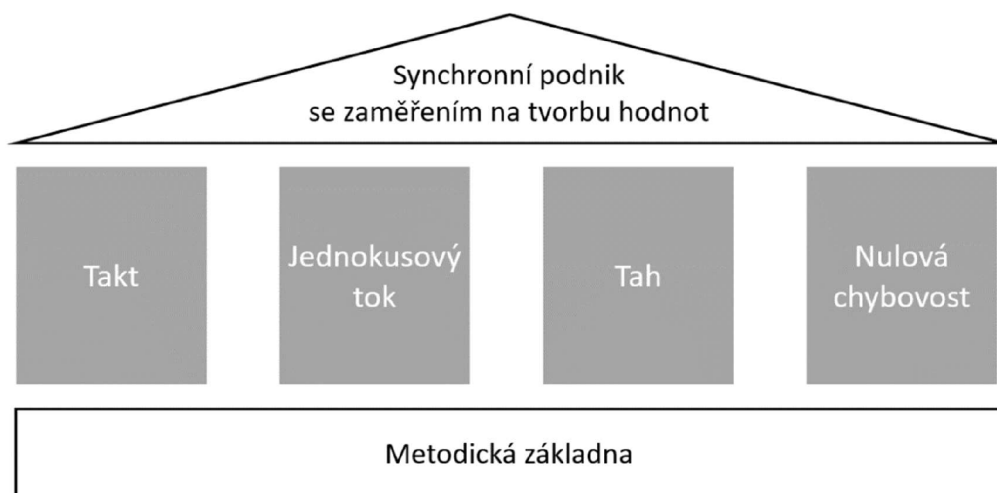 Synchronní podnik
se zaměřením na tvorbu hodnot
Takt
Jednokusový
tok
Tah
Nulová
chybovost
Metodická základna